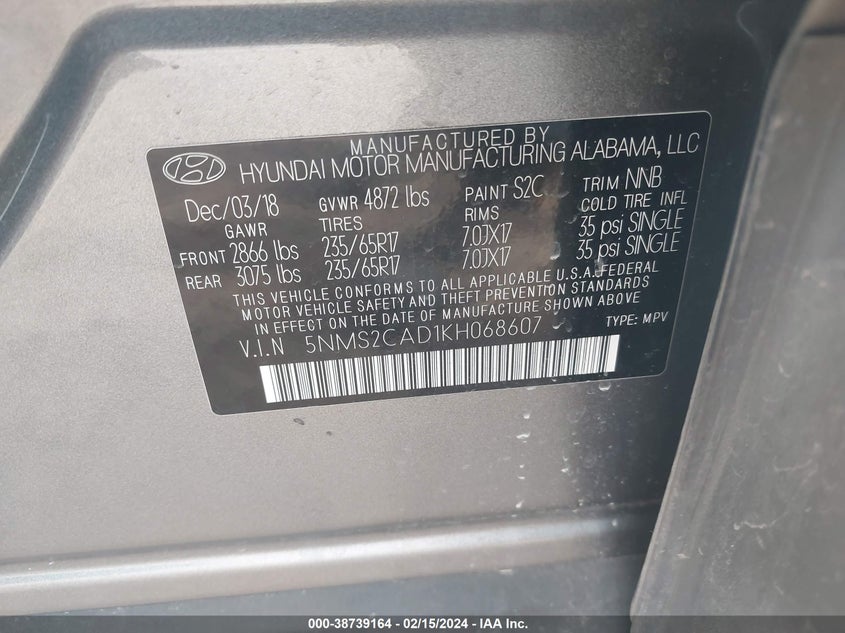 MANUFACTURED BY
HYUNDAI MOTOR MANUFACTURING ALABAMA, LLC
Dec/03/18 GVWR 4872 lbs PAINT S2C TRIM NNB
GAWR TIRES RIMS COLD TIRE INFL
FRONT 2866 lbs 235/65R17 7.0JX17 35 psi SINGLE
REAR 3075 lbs 235/65R17 7.0JX17 35 psi SINGLE
THIS VEHICLE CONFORMS TO ALL APPLICABLE U.S.A.FEDERAL
MOTOR VEHICLE SAFETY AND THEFT PREVENTION STANDARDS
IN EFFECT ON THE DATE OF MANUFACTURE SHOWN ABOVE
V.I.N 5NMS2CAD1KH068607 TYPE: MPV
000-38739164 - 02/15/2024 - IAA Inc.